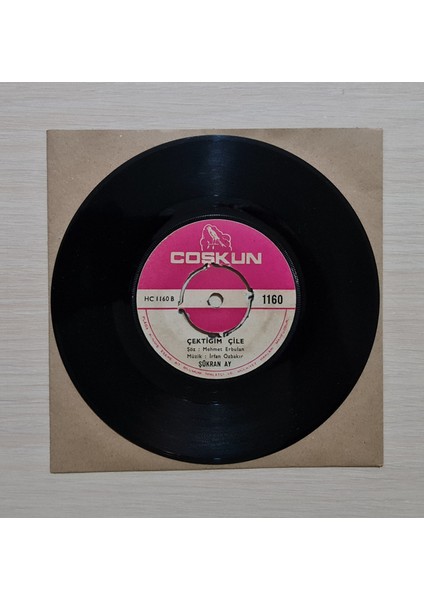 COŞKUN
HC 1160 B
1160
ÇEKTİĞİM ÇİLE
Söz : Mehmet Erbulan
Müzik : İrfan Özbakır
ŞÜKRAN AY